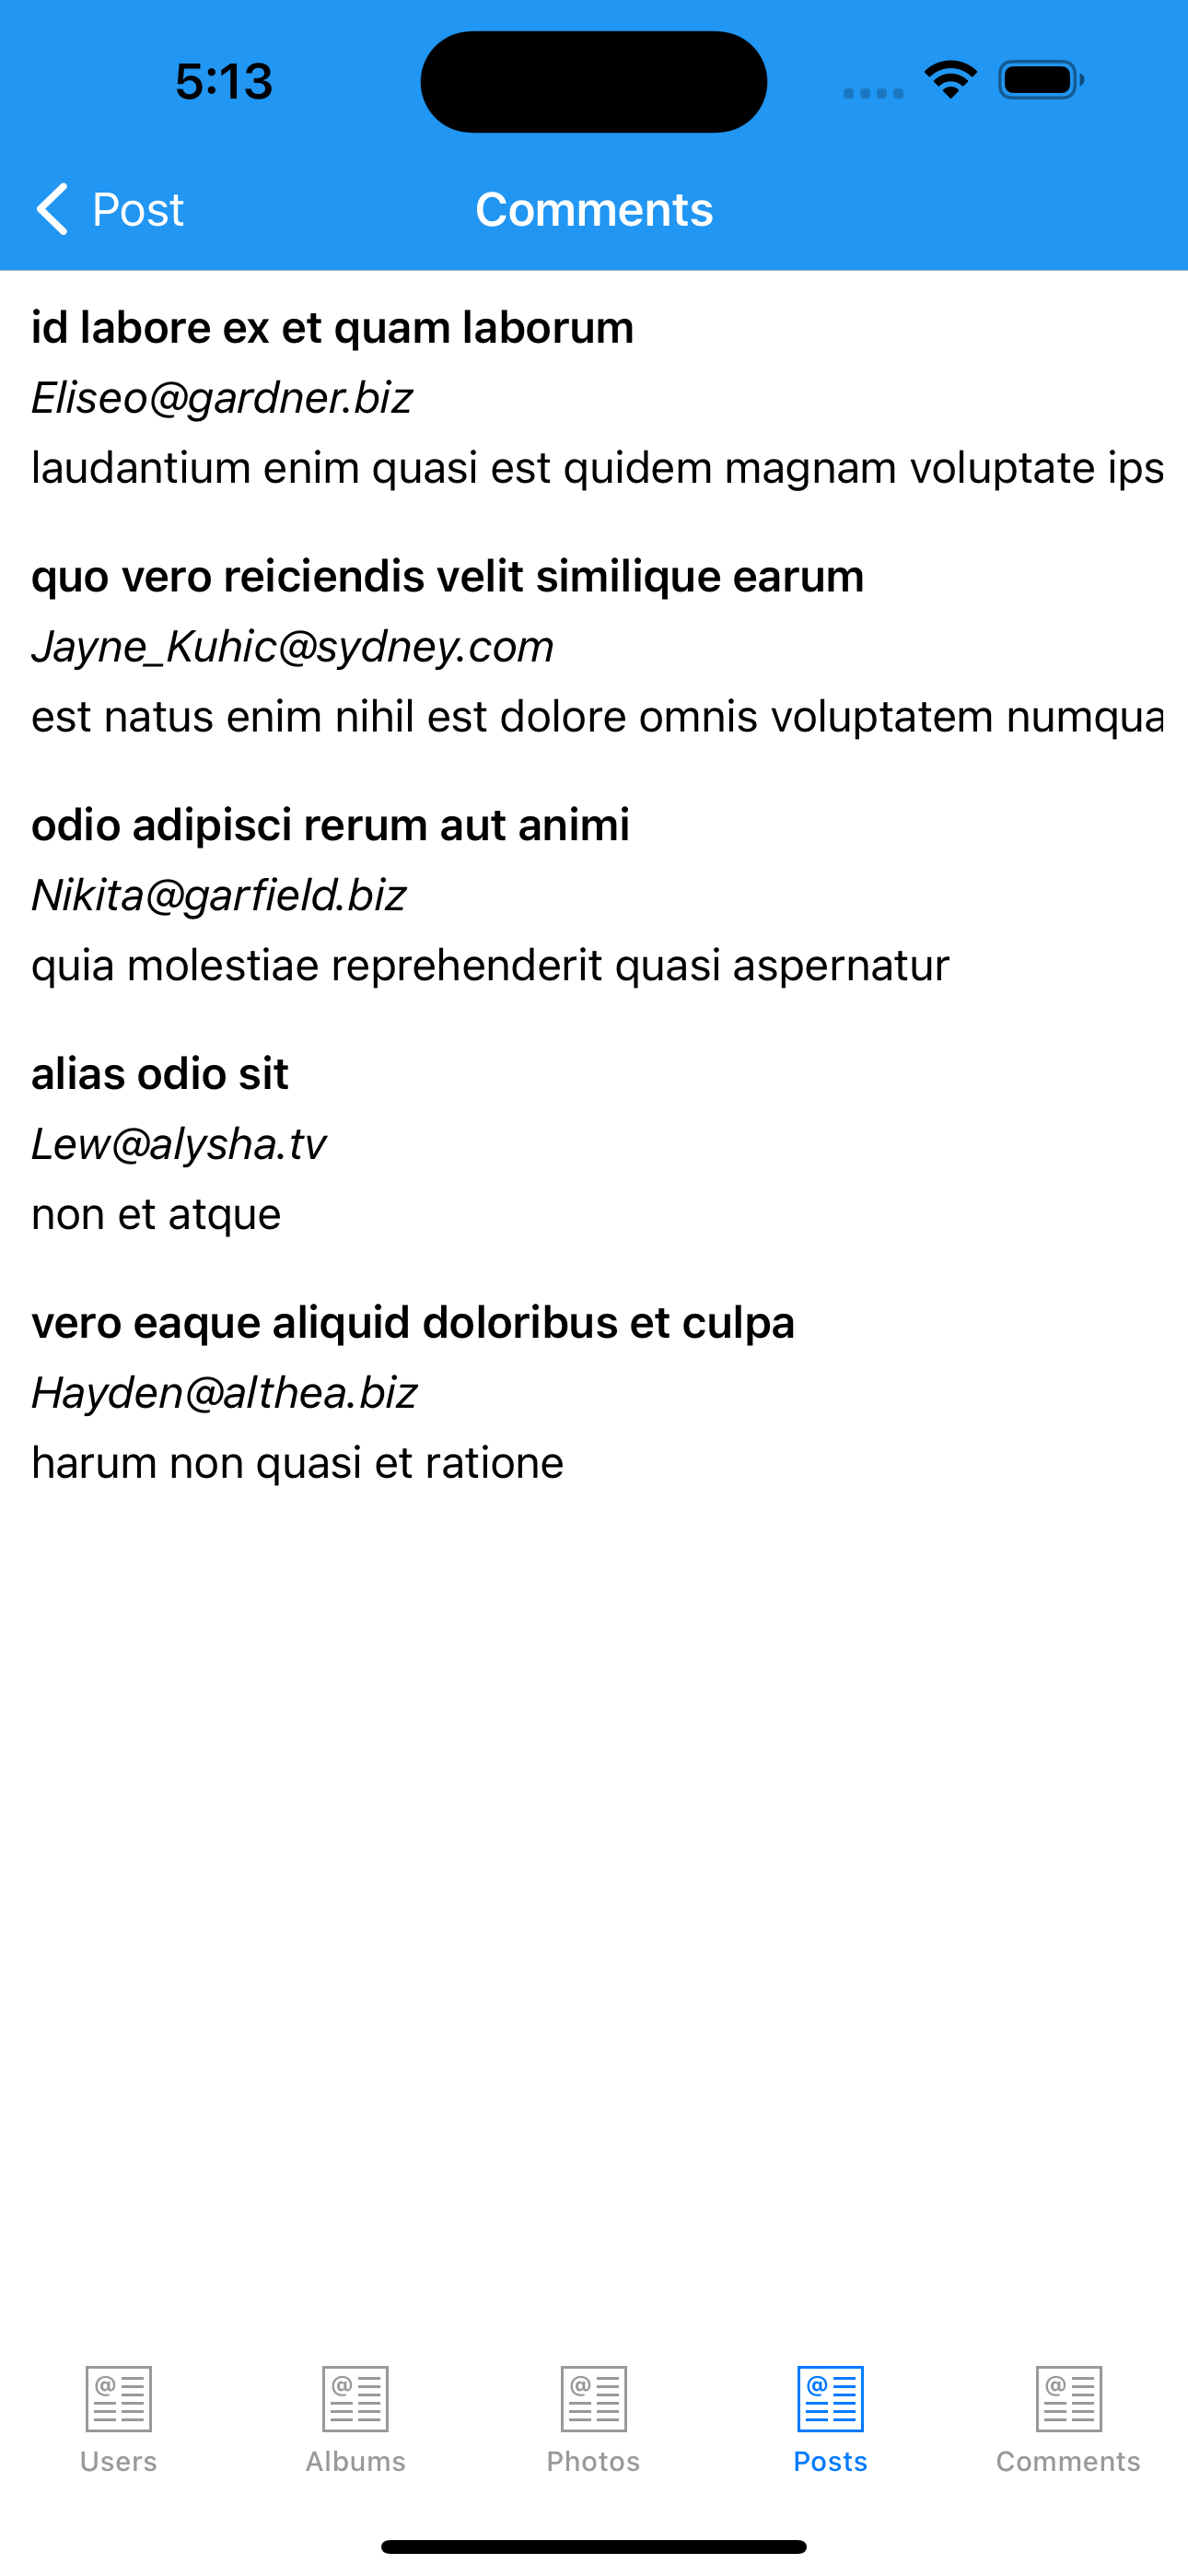 5:13
Post
Comments
id labore ex et quam laborum
Eliseo@gardner.biz
laudantium enim quasi est quidem magnam voluptate ips
quo vero reiciendis velit similique earum
Jayne_Kuhic@sydney.com
est natus enim nihil est dolore omnis voluptatem numqua
odio adipisci rerum aut animi
Nikita@garfield.biz
quia molestiae reprehenderit quasi aspernatur
alias odio sit
Lew@alysha.tv
non et atque
vero eaque aliquid doloribus et culpa
Hayden@althea.biz
harum non quasi et ratione
Users
Albums
Photos
Posts
Comments